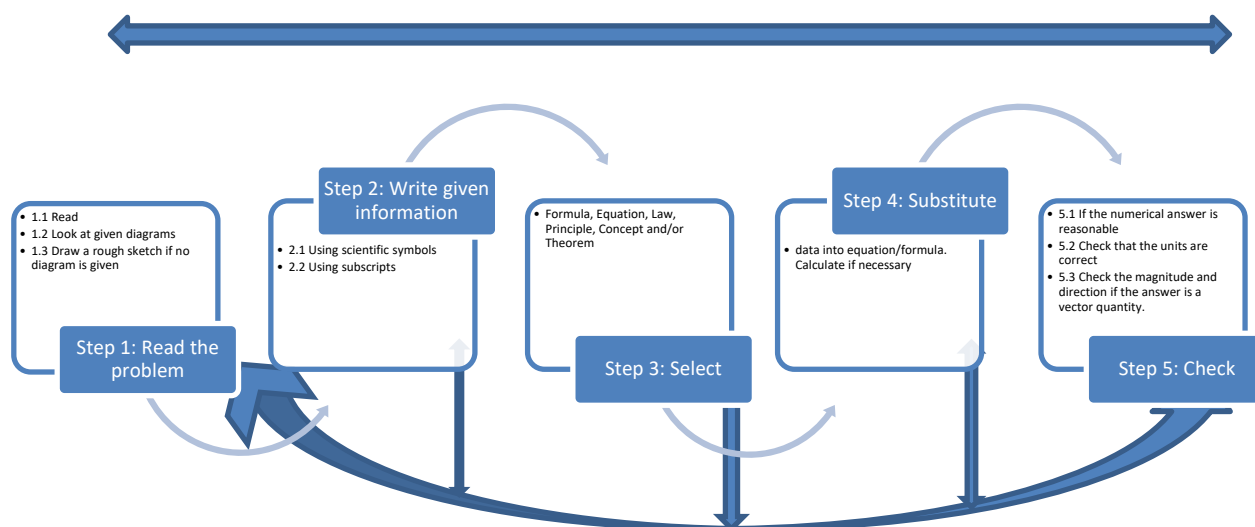 • 1.1 Read
• 1.2 Look at given diagrams
• 1.3 Draw a rough sketch if no
diagram is given
Step 1: Read the
problem
Step 2: Write given
information
• 2.1 Using scientific symbols
• 2.2 Using subscripts
• Formula, Equation, Law,
Principle, Concept and/or
Theorem
Step 3: Select
Step 4: Substitute
• data into equation/formula.
Calculate if necessary
• 5.1 If the numerical answer is
reasonable
• 5.2 Check that the units are
correct
• 5.3 Check the magnitude and
direction if the answer is a
vector quantity.
Step 5: Check